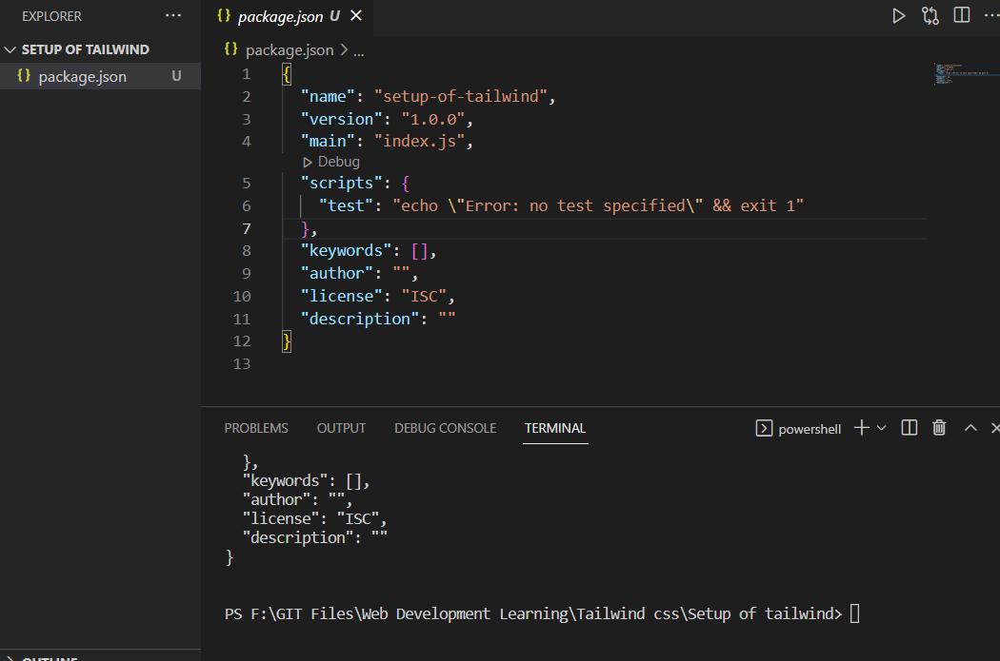 EXPLORER ...
SETUP OF TAILWIND
{} package.json U
{} package.json U
{} package.json > ...
1 {
2 "name": "setup-of-tailwind",
3 "version": "1.0.0",
4 "main": "index.js",
Debug
5 "scripts": {
6 "test": "echo \"Error: no test specified\" && exit 1"
7 },
8 "keywords": [],
9 "author": "",
10 "license": "ISC",
11 "description": ""
12 }
13
PROBLEMS OUTPUT DEBUG CONSOLE TERMINAL powershell
},
"keywords": [],
"author": "",
"license": "ISC",
"description": ""
}
PS F:\GIT Files\Web Development Learning\Tailwind css\Setup of tailwind>
OUTLINE